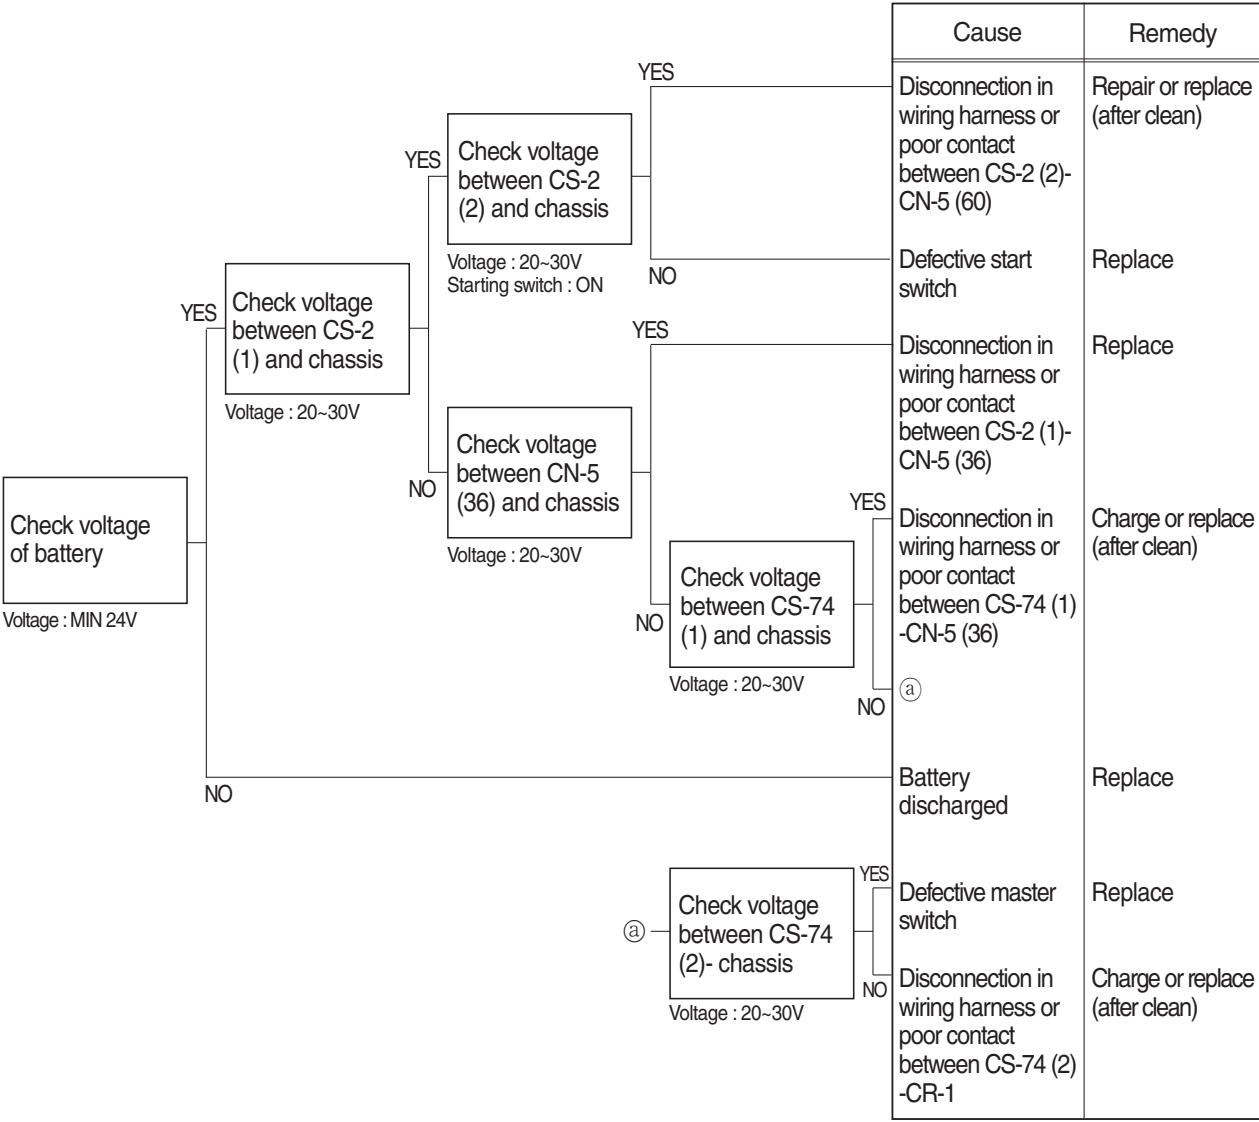 Cause
Remedy
YES
Disconnection in
wiring harness or
poor contact
between CS-2 (2)-
CN-5 (60)
Repair or replace
(after clean)
YES
Check voltage
between CS-2
(2) and chassis
Voltage : 20~30V
Starting switch : ON
NO
Defective start
switch
Replace
YES
Check voltage
between CS-2
(1) and chassis
Voltage : 20~30V
YES
Disconnection in
wiring harness or
poor contact
between CS-2 (1)-
CN-5 (36)
Replace
NO
Check voltage
between CN-5
(36) and chassis
Voltage : 20~30V
Check voltage
of battery
Voltage : MIN 24V
YES
Disconnection in
wiring harness or
poor contact
between CS-74 (1)
-CN-5 (36)
Charge or replace
(after clean)
NO
Check voltage
between CS-74
(1) and chassis
Voltage : 20~30V
NO
ⓐ
NO
Battery
discharged
Replace
ⓐ
Check voltage
between CS-74
(2)- chassis
Voltage : 20~30V
YES
Defective master
switch
Replace
NO
Disconnection in
wiring harness or
poor contact
between CS-74 (2)
-CR-1
Charge or replace
(after clean)